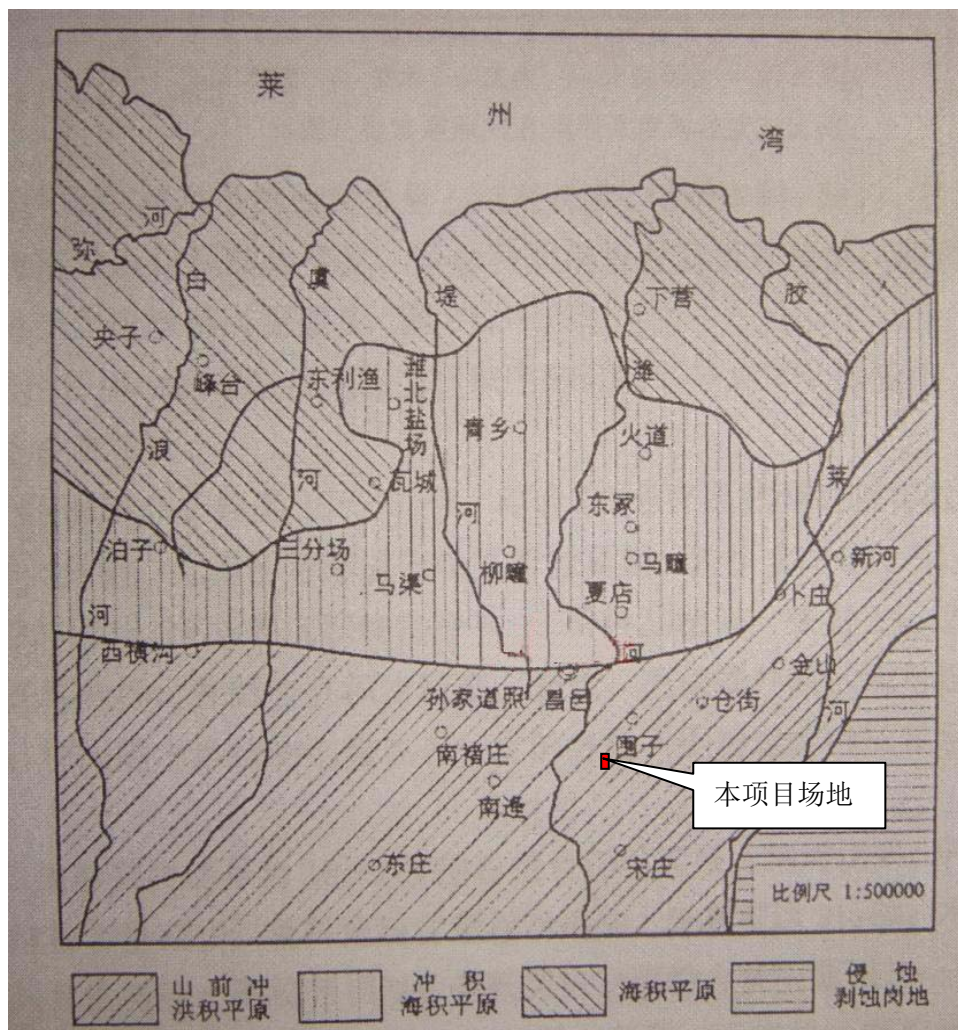 莱
州
湾
河
弥
白
虞
堤
下营
胶
央子
峰台
东利渔
潍北盐场
潍
青乡
火道
浪
河
瓦城
河
东冢
莱
泊子
三分场
马渠
柳疃
马疃
新河
夏店
卜庄
河
西横沟
河
金山
孙家道照
昌邑
仓街
河
南褚庄
围子
本项目场地
南逄
东庄
宋庄
比例尺 1:500000
山前冲
洪积平原
冲积
海积平原
海积平原
侵蚀
剥蚀岗地